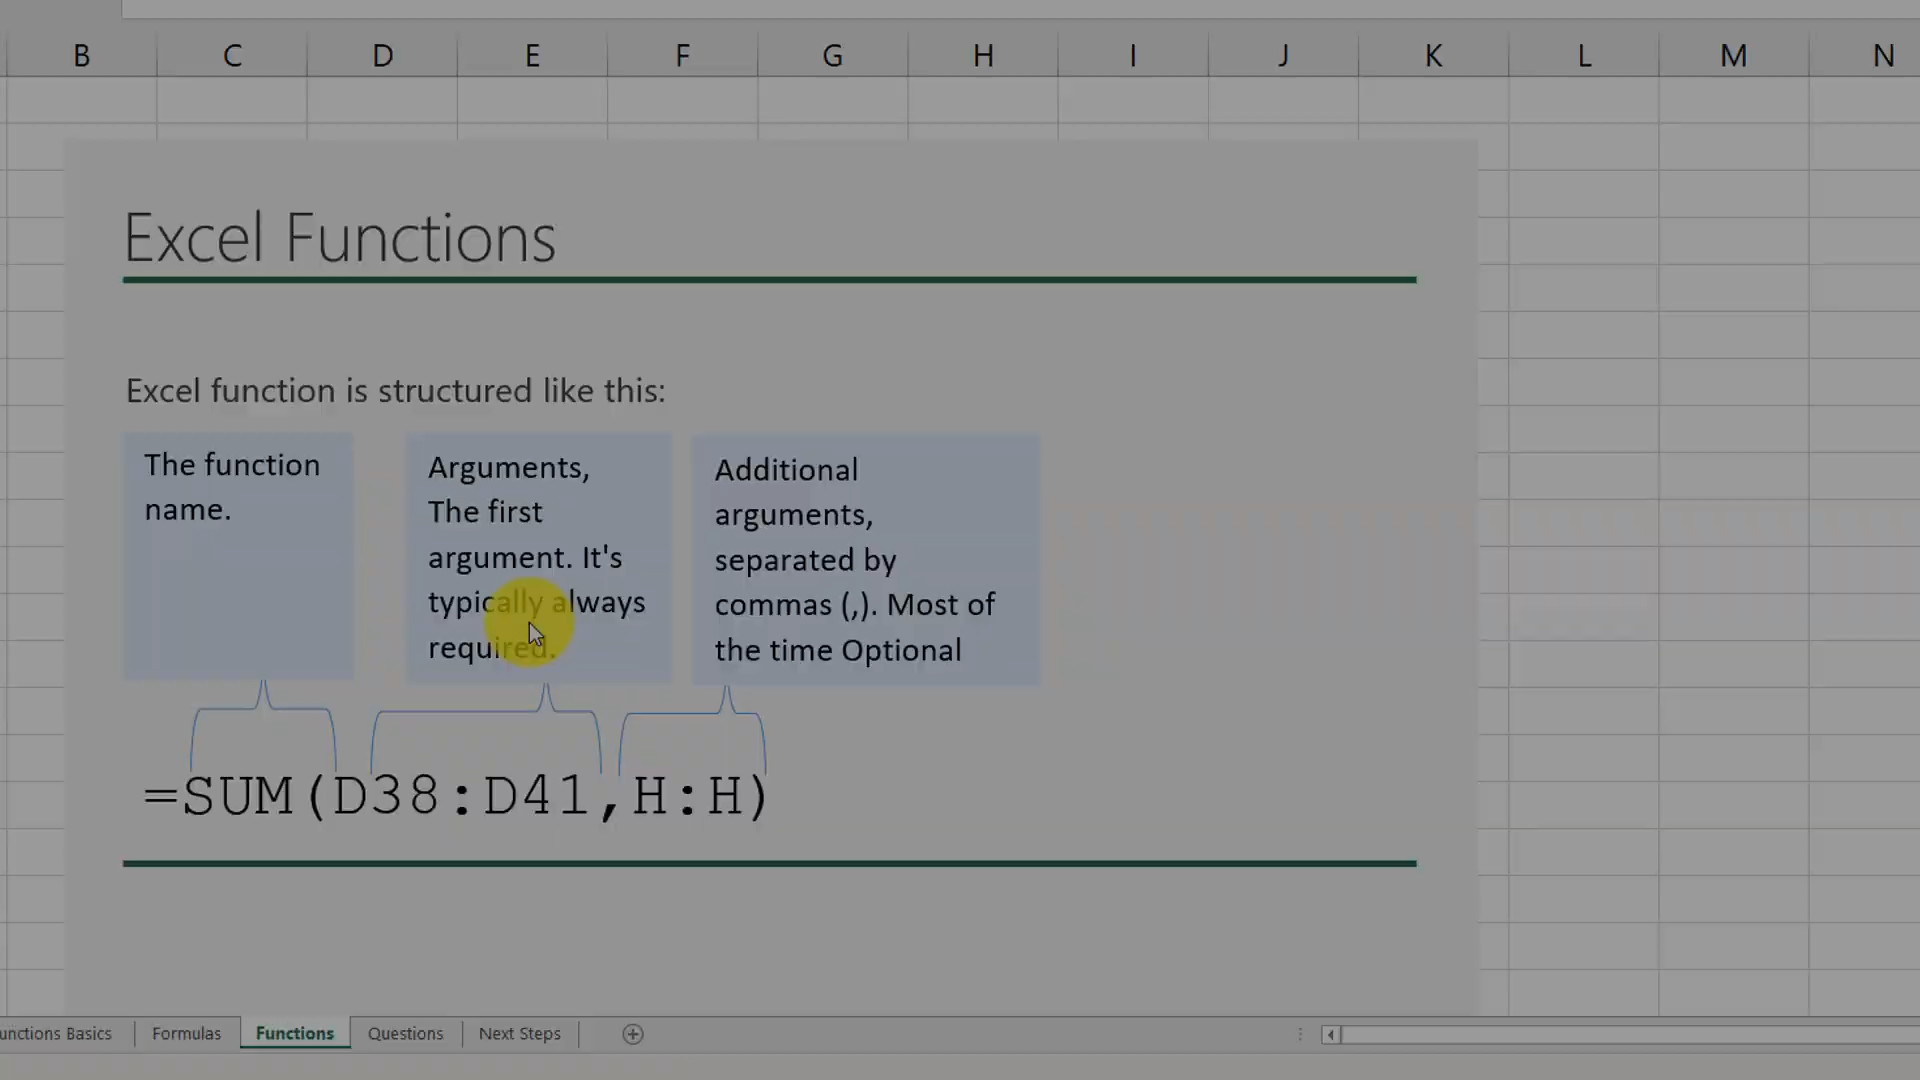 B C D E F G H I J K L M N
Excel Functions
Excel function is structured like this:
The function
name.
Arguments,
The first
argument. It's
typically always
required.
Additional
arguments,
separated by
commas (,). Most of
the time Optional
=SUM(D38:D41,H:H)
unctions Basics Formulas Functions Questions Next Steps